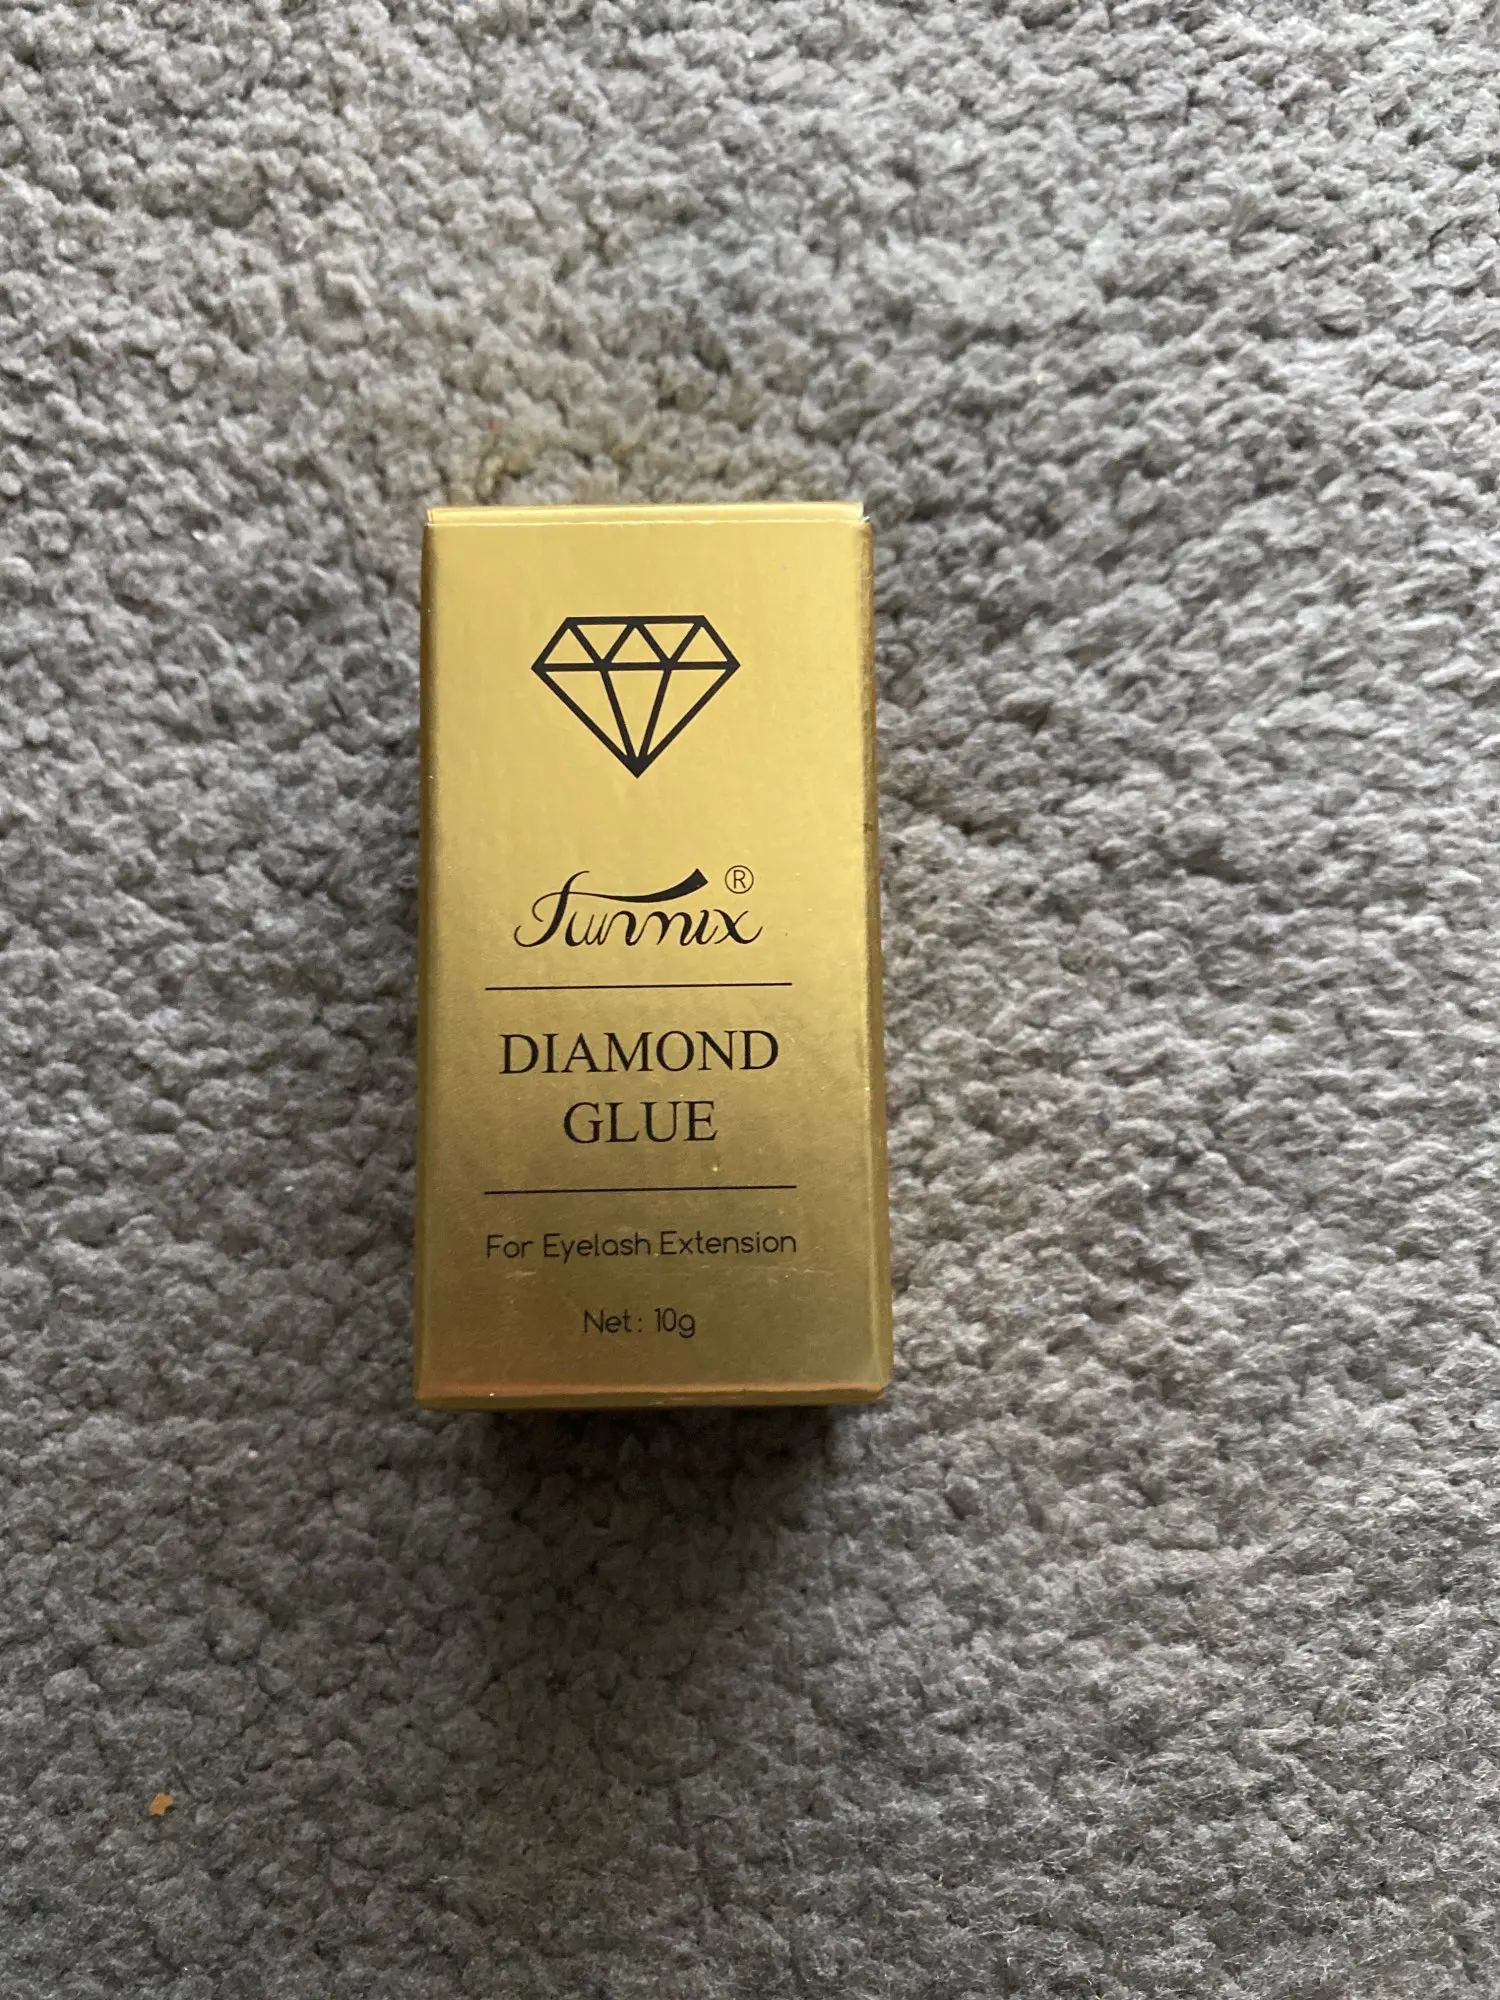 Funmix®
DIAMOND
GLUE
For Eyelash Extension
Net: 10g